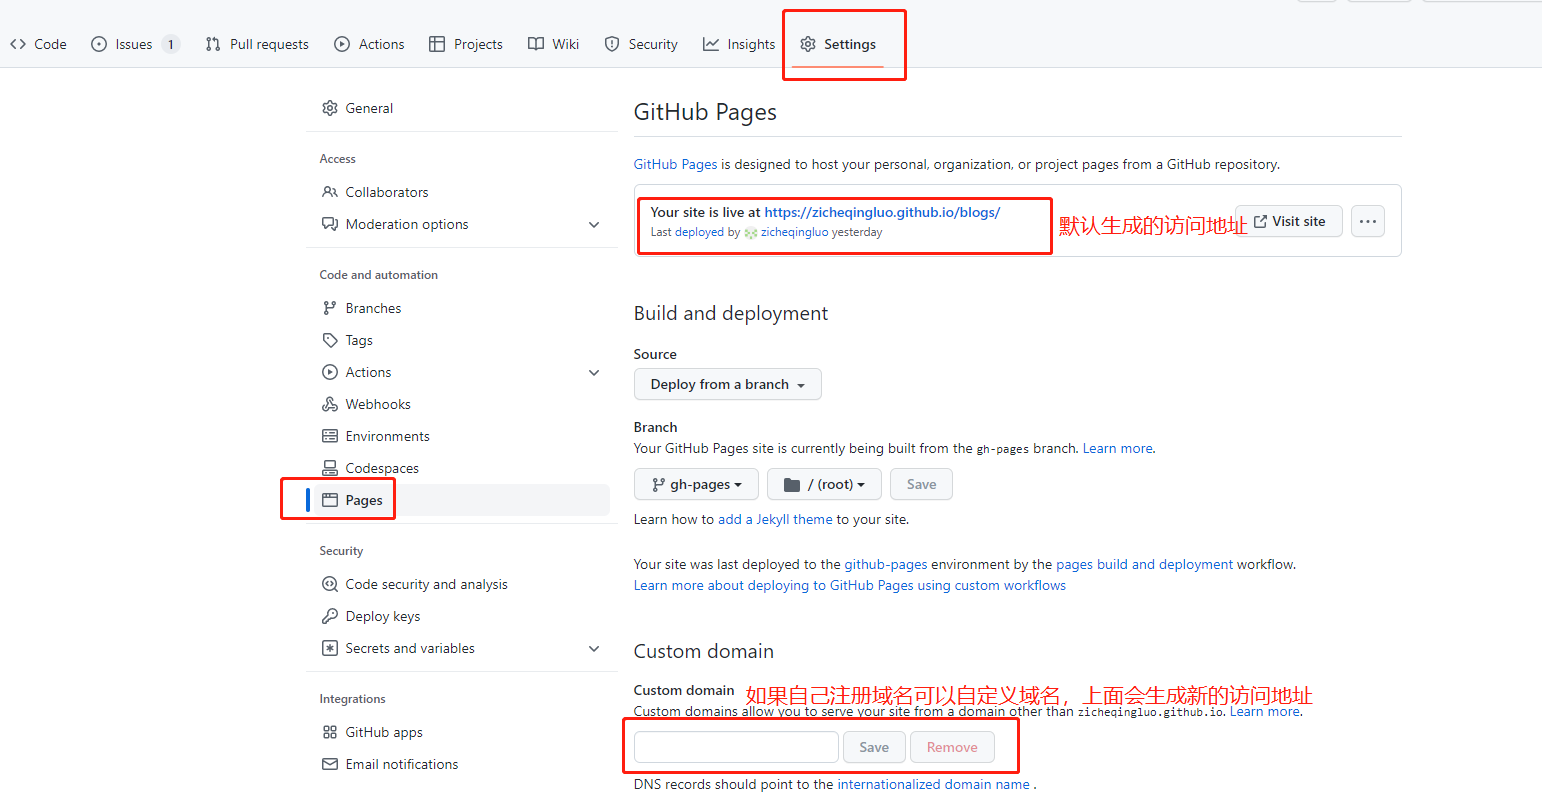 Code Issues 1 Pull requests Actions Projects Wiki Security Insights Settings
General
Access
Collaborators
Moderation options
Code and automation
Branches
Tags
Actions
Webhooks
Environments
Codespaces
Pages
Security
Code security and analysis
Deploy keys
Secrets and variables
Integrations
GitHub apps
Email notifications
GitHub Pages
GitHub Pages is designed to host your personal, organization, or project pages from a GitHub repository.
Your site is live at https://zicheqingluo.github.io/blogs/
Last deployed by zicheqingluo yesterday
默认生成的访问地址
Visit site
Build and deployment
Source
Deploy from a branch
Branch
Your GitHub Pages site is currently being built from the gh-pages branch. Learn more.
gh-pages / (root) Save
Learn how to add a Jekyll theme to your site.
Your site was last deployed to the github-pages environment by the pages build and deployment workflow.
Learn more about deploying to GitHub Pages using custom workflows
Custom domain
Custom domain 如果自己注册域名可以自定义域名，上面会生成新的访问地址
Custom domains allow you to serve your site from a domain other than zicheqingluo.github.io. Learn more.
Save Remove
DNS records should point to the internationalized domain name .